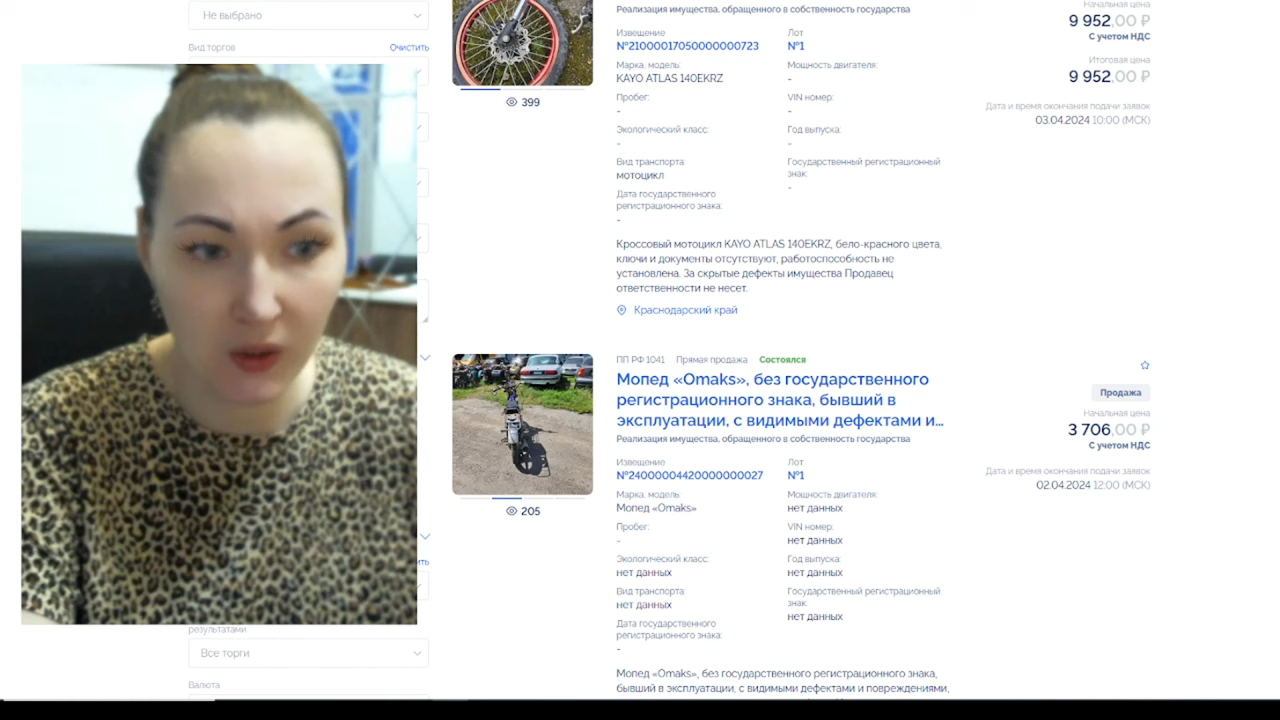 Не выбрано
Вид торгов
Очистить
Реализация имущества, обращенного в собственность государства
Извещение
№21000017050000000723
Лот
№1
Марка, модель:
KAYO ATLAS 140EKRZ
Мощность двигателя:
-
Пробег:
-
VIN номер:
-
Экологический класс:
-
Год выпуска:
-
Вид транспорта:
мотоцикл
Государственный регистрационный
знак:
-
Дата государственного
регистрационного знака:
-
Кроссовый мотоцикл KAYO ATLAS 140EKRZ, бело-красного цвета,
ключи и документы отсутствуют, работоспособность не
установлена. За скрытые дефекты имущества Продавец
ответственности не несет.
Краснодарский край
399
Начальная цена
9 952,00 ₽
С учетом НДС
Итоговая цена
9 952,00 ₽
Дата и время окончания подачи заявок
03.04.2024 10:00 (МСК)
ПП РФ 1041 Прямая продажа Состоялся
Мопед «Omaks», без государственного
регистрационного знака, бывший в
эксплуатации, с видимыми дефектами и...
Реализация имущества, обращенного в собственность государства
Извещение
№24000004420000000027
Лот
№1
Марка, модель:
Мопед «Omaks»
Мощность двигателя:
нет данных
Пробег:
-
VIN номер:
нет данных
Экологический класс:
нет данных
Год выпуска:
нет данных
Вид транспорта:
нет данных
Государственный регистрационный
знак:
нет данных
Дата государственного
регистрационного знака:
-
Мопед «Omaks», без государственного регистрационного знака,
бывший в эксплуатации, с видимыми дефектами и повреждениями,
205
Продажа
Начальная цена
3 706,00 ₽
С учетом НДС
Дата и время окончания подачи заявок
02.04.2024 12:00 (МСК)
результатами
Все торги
Валюта